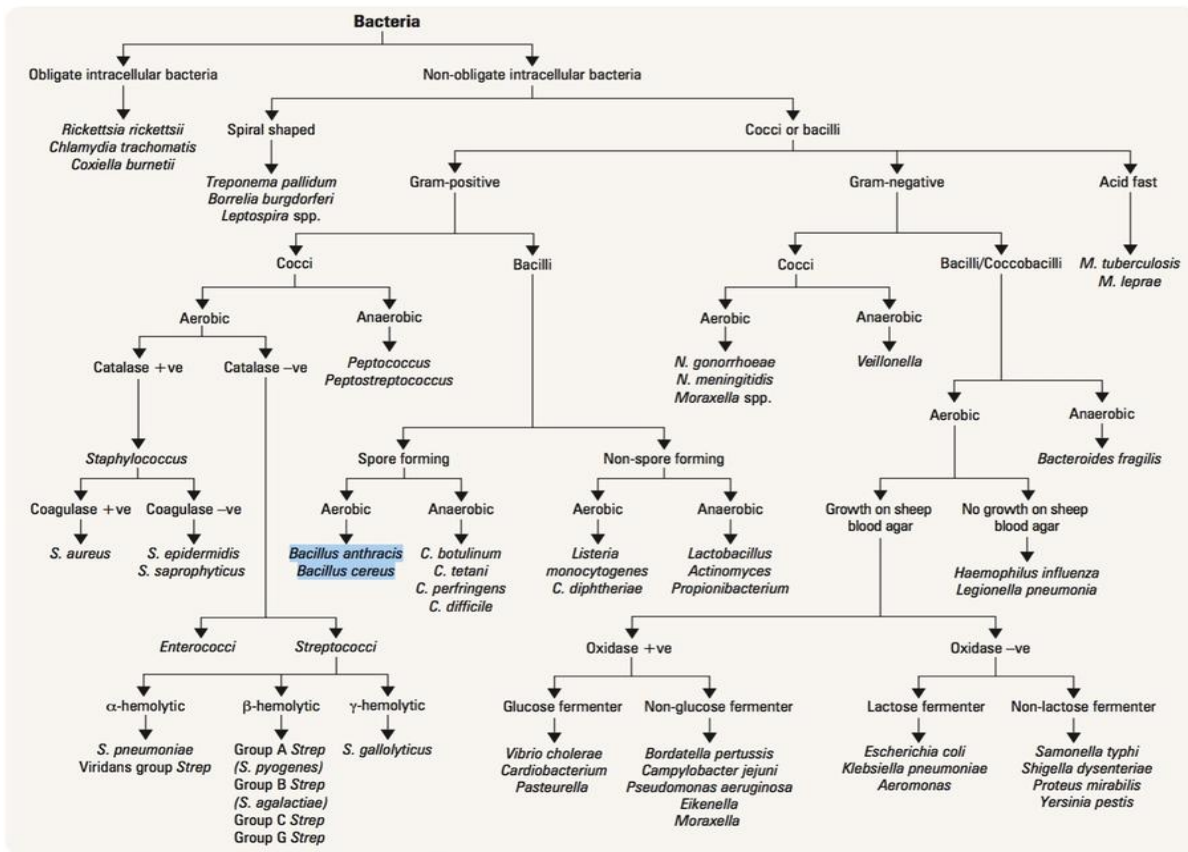 Bacteria
Obligate intracellular bacteria
Non-obligate intracellular bacteria
Rickettsia rickettsii
Chlamydia trachomatis
Coxiella burnetii
Spiral shaped
Cocci or bacilli
Treponema pallidum
Borrelia burgdorferi
Leptospira spp.
Gram-positive
Gram-negative
Acid fast
Cocci
Bacilli
Cocci
Bacilli/Coccobacilli
M. tuberculosis
M. leprae
Aerobic
Anaerobic
Aerobic
Anaerobic
Catalase +ve
Catalase –ve
Peptococcus
Peptostreptococcus
N. gonorrhoeae
N. meningitidis
Moraxella spp.
Veillonella
Aerobic
Anaerobic
Staphylococcus
Spore forming
Non-spore forming
Bacteroides fragilis
Coagulase +ve
Coagulase –ve
Aerobic
Anaerobic
Aerobic
Anaerobic
Growth on sheep
blood agar
No growth on sheep
blood agar
S. aureus
S. epidermidis
S. saprophyticus
Bacillus anthracis
Bacillus cereus
C. botulinum
C. tetani
C. perfringens
C. difficile
Listeria
monocytogenes
C. diphtheriae
Lactobacillus
Actinomyces
Propionibacterium
Haemophilus influenza
Legionella pneumonia
Enterococci
Streptococci
Oxidase +ve
Oxidase –ve
α-hemolytic
β-hemolytic
γ-hemolytic
Glucose fermenter
Non-glucose fermenter
Lactose fermenter
Non-lactose fermenter
S. pneumoniae
Viridans group Strep
Group A Strep
(S. pyogenes)
Group B Strep
(S. agalactiae)
Group C Strep
Group G Strep
S. gallolyticus
Vibrio cholerae
Cardiobacterium
Pasteurella
Bordatella pertussis
Campylobacter jejuni
Pseudomonas aeruginosa
Eikenella
Moraxella
Escherichia coli
Klebsiella pneumoniae
Aeromonas
Samonella typhi
Shigella dysenteriae
Proteus mirabilis
Yersinia pestis